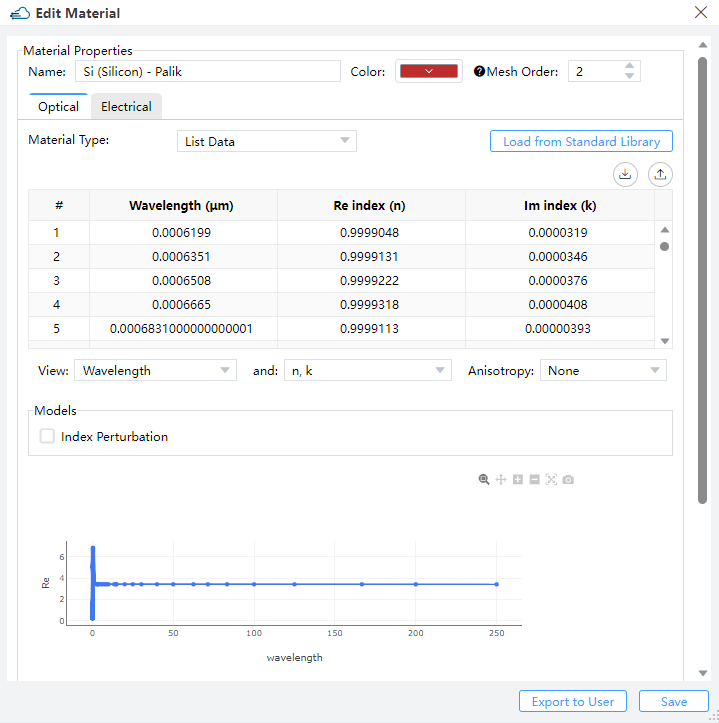 Edit Material
Material Properties
Name: Si (Silicon) - Palik Color: Mesh Order: 2
Optical Electrical
Material Type: List Data Load from Standard Library
# Wavelength (μm) Re index (n) Im index (k)
1 0.0006199 0.9999048 0.0000319
2 0.0006351 0.9999131 0.0000346
3 0.0006508 0.9999222 0.0000376
4 0.0006665 0.9999318 0.0000408
5 0.0006831000000000001 0.9999113 0.00000393
View: Wavelength and: n, k Anisotropy: None
Models
Index Perturbation
6
4
2
0
Re
0 50 100 150 200 250
wavelength
Export to User Save